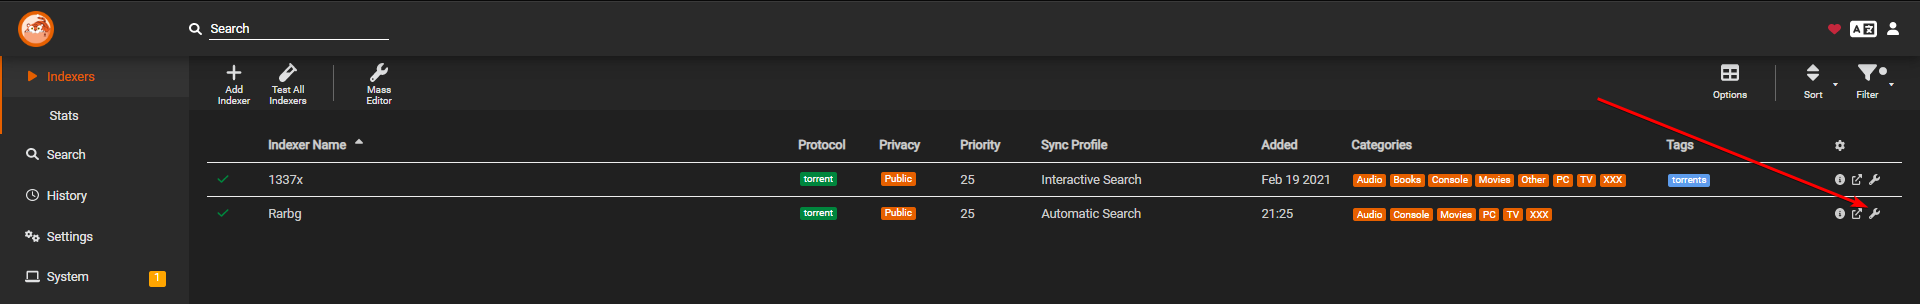 Search
Indexers
Stats
Search
History
Settings
System 1
Add Indexer
Test All Indexers
Mass Editor
Options
Sort
Filter
Indexer Name Protocol Privacy Priority Sync Profile Added Categories Tags
1337x torrent Public 25 Interactive Search Feb 19 2021 Audio Books Console Movies Other PC TV XXX torrents
Rarbg torrent Public 25 Automatic Search 21:25 Audio Console Movies PC TV XXX